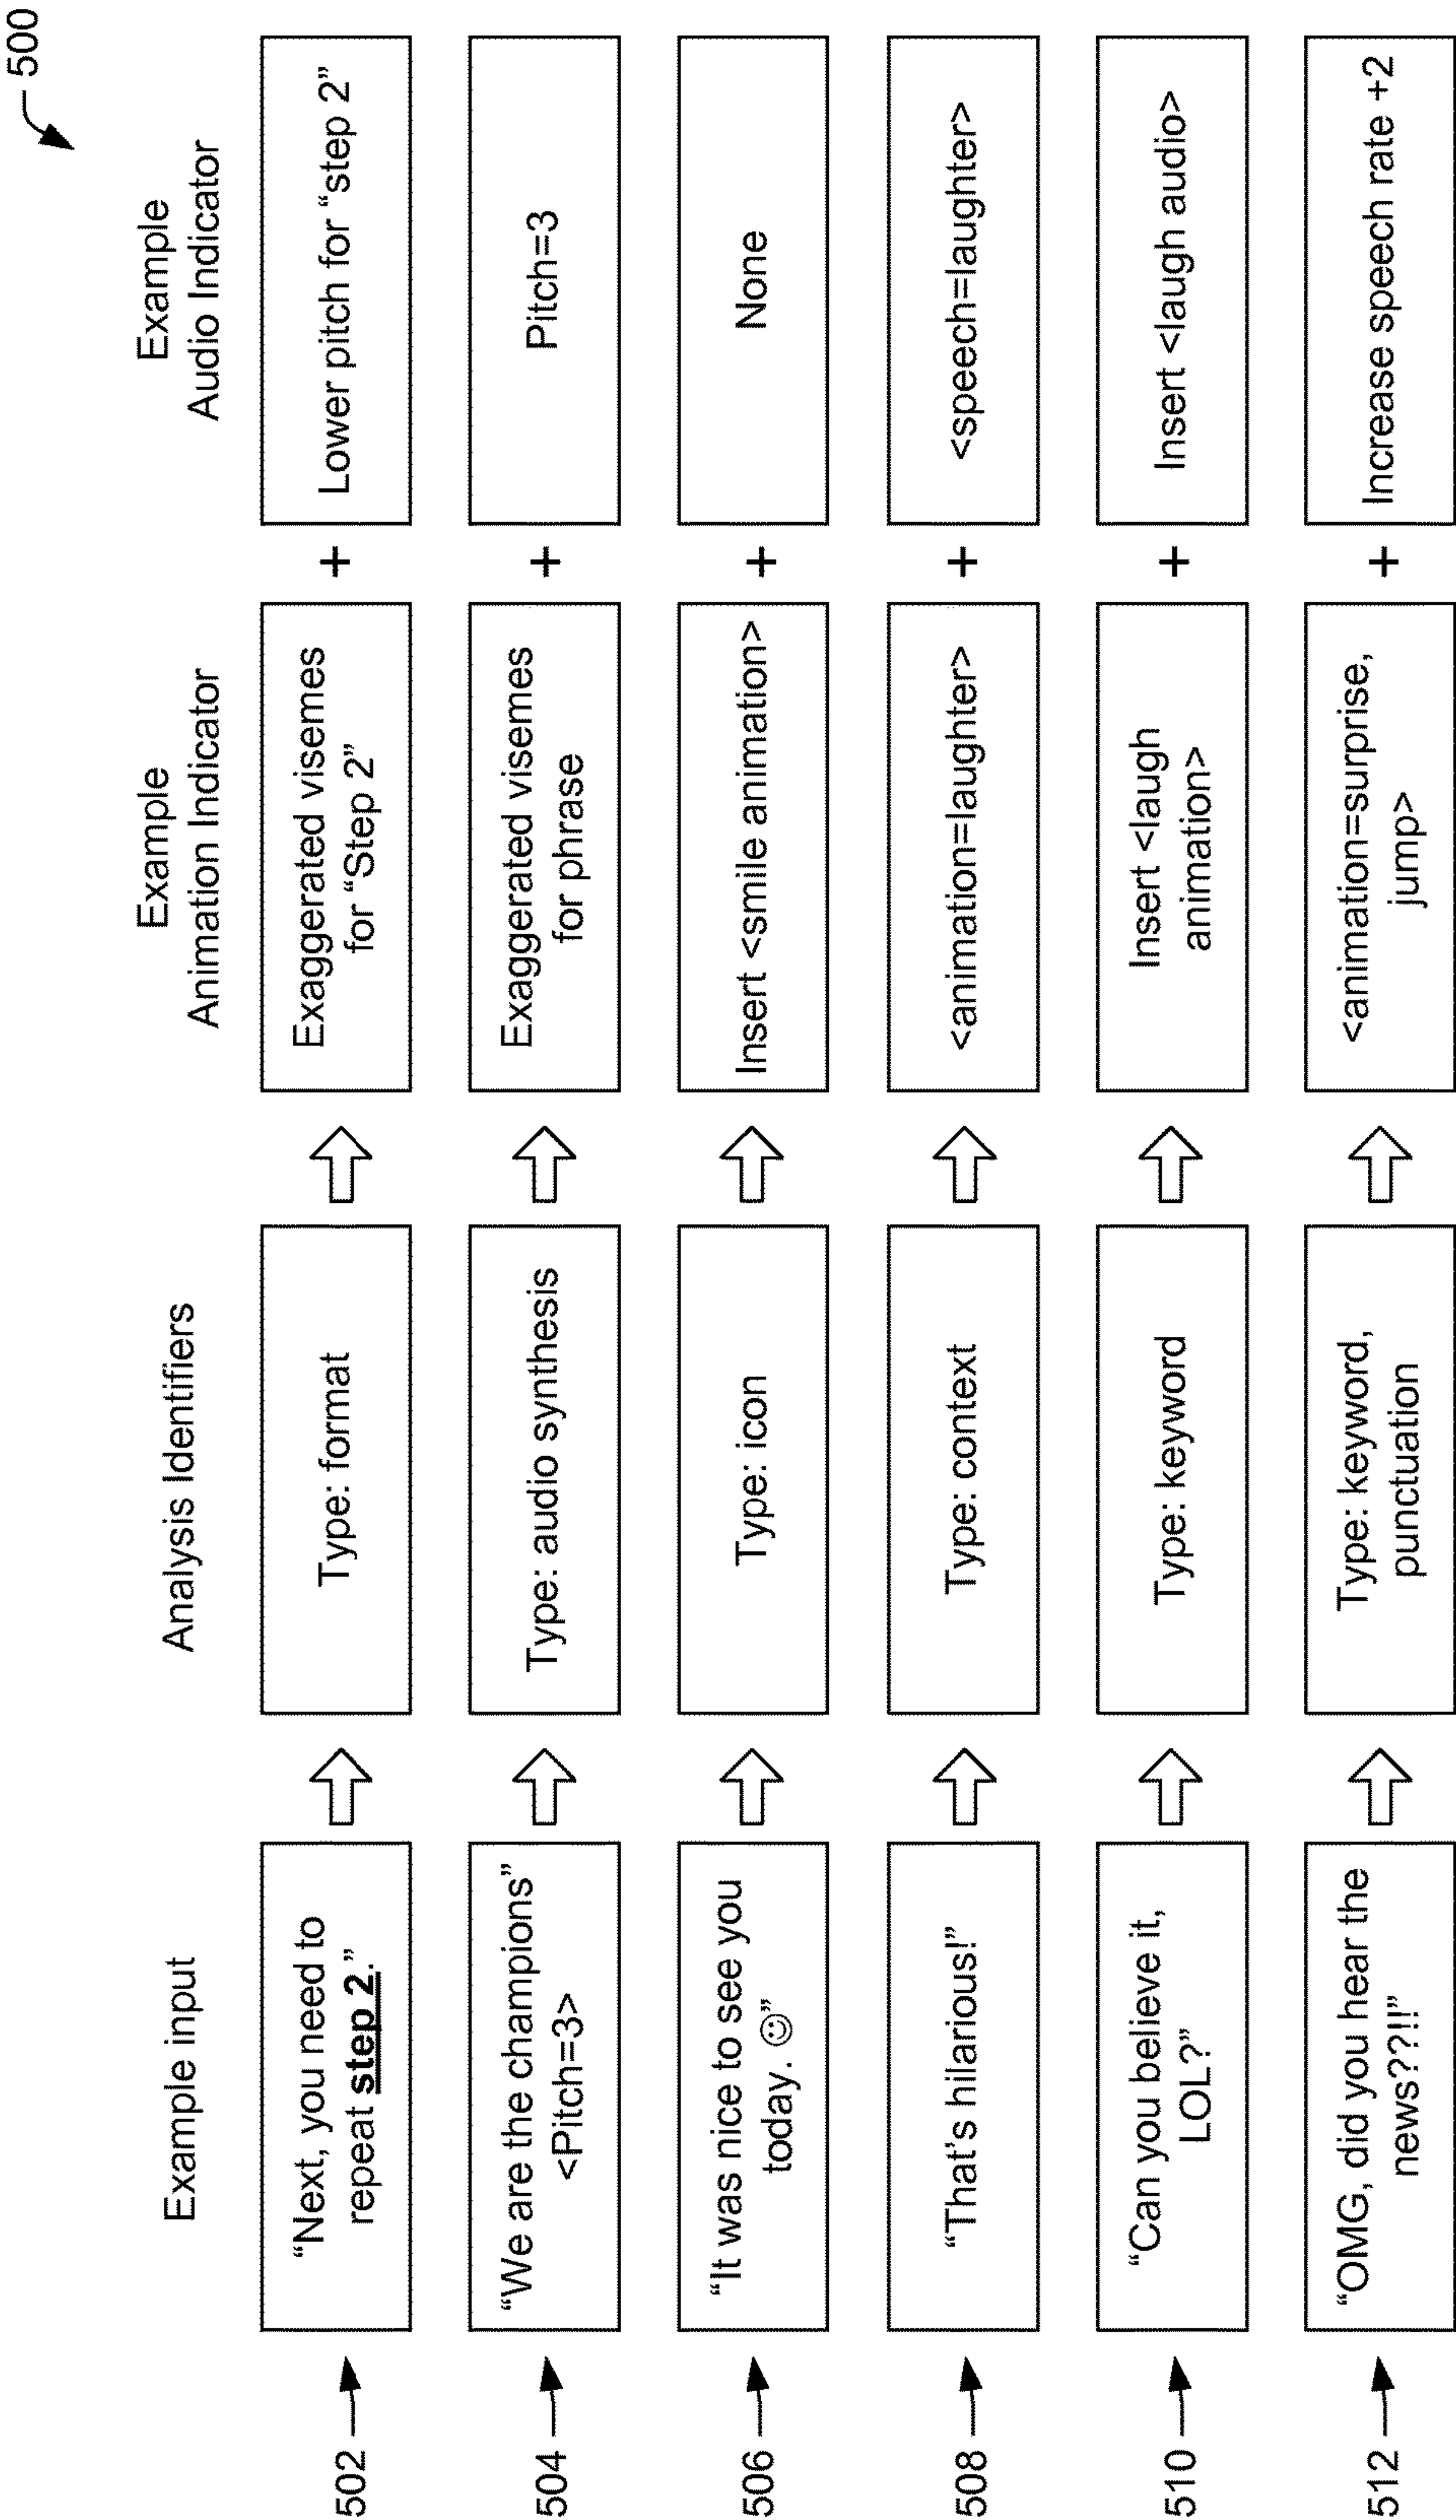 500
Example input
Analysis Identifiers
Example
Animation Indicator
Example
Audio Indicator
502
“Next, you need to
repeat step 2.”
Type: format
Exaggerated visemes
for “Step 2”
+
Lower pitch for “step 2”
504
“We are the champions”
<Pitch=3>
Type: audio synthesis
Exaggerated visemes
for phrase
+
Pitch=3
506
“It was nice to see you
today. ☺”
Type: icon
Insert <smile animation>
+
None
508
“That’s hilarious!”
Type: context
<animation=laughter>
+
<speech=laughter>
510
“Can you believe it,
LOL?”
Type: keyword
Insert <laugh
animation>
+
Insert <laugh audio>
512
“OMG, did you hear the
news??!!”
Type: keyword,
punctuation
<animation=surprise,
jump>
+
Increase speech rate +2